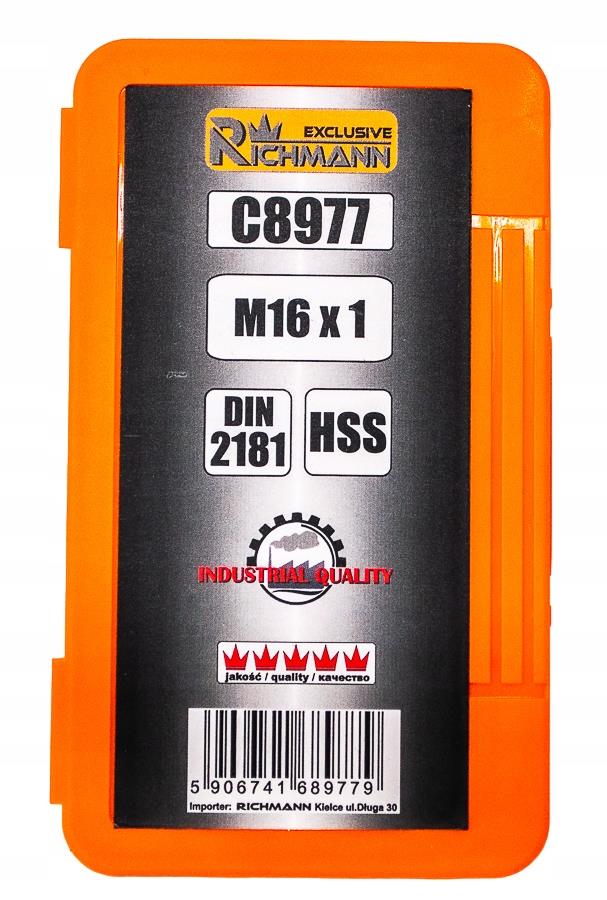 EXCLUSIVE
RICHMANN
C8977
M16 x 1
DIN
2181
HSS
INDUSTRIAL QUALITY
jakość / quality / качество
5 906741 689779
Importer: RICHMANN Kielce ul.Długa 30